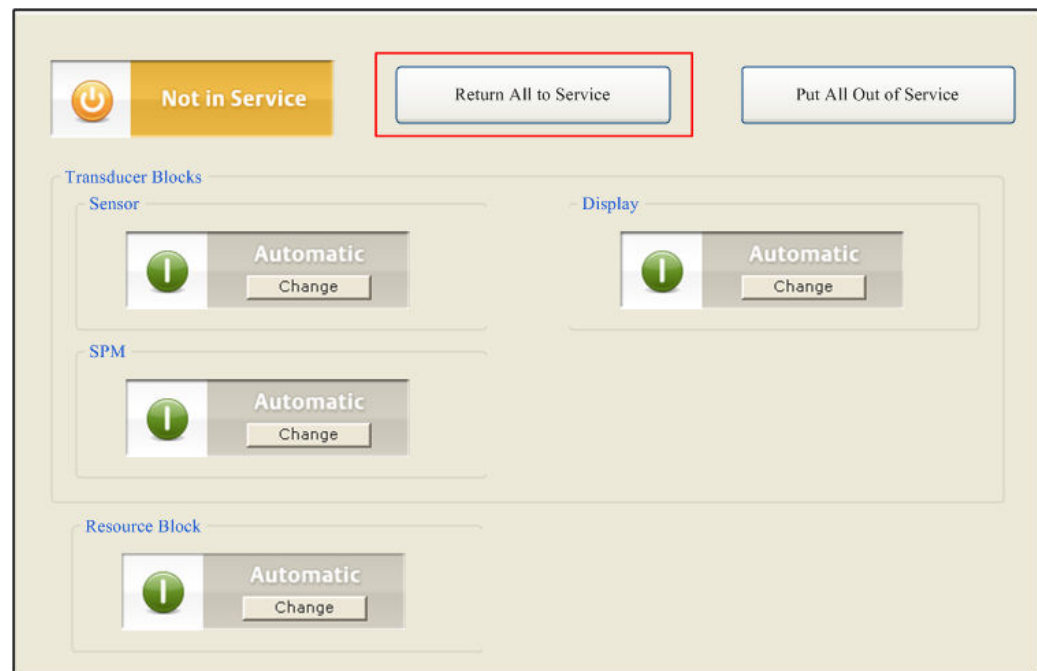 Not in Service
Return All to Service
Put All Out of Service
Transducer Blocks
Sensor
Automatic
Change
Display
Automatic
Change
SPM
Automatic
Change
Resource Block
Automatic
Change